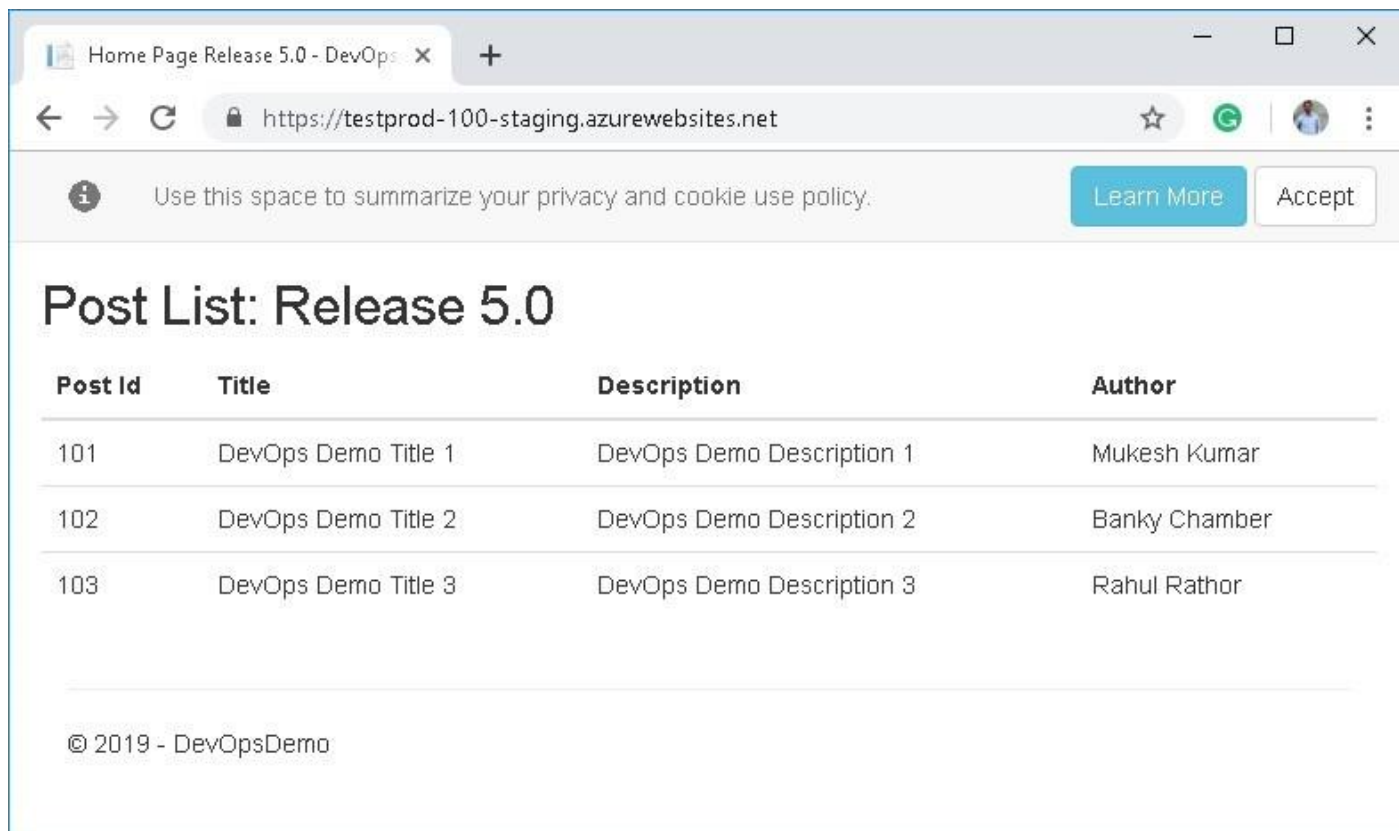 Home Page Release 5.0 - DevOps
https://testprod-100-staging.azurewebsites.net
Use this space to summarize your privacy and cookie use policy. Learn More Accept
Post List: Release 5.0
Post Id Title Description Author
101 DevOps Demo Title 1 DevOps Demo Description 1 Mukesh Kumar
102 DevOps Demo Title 2 DevOps Demo Description 2 Banky Chamber
103 DevOps Demo Title 3 DevOps Demo Description 3 Rahul Rathor
© 2019 - DevOpsDemo